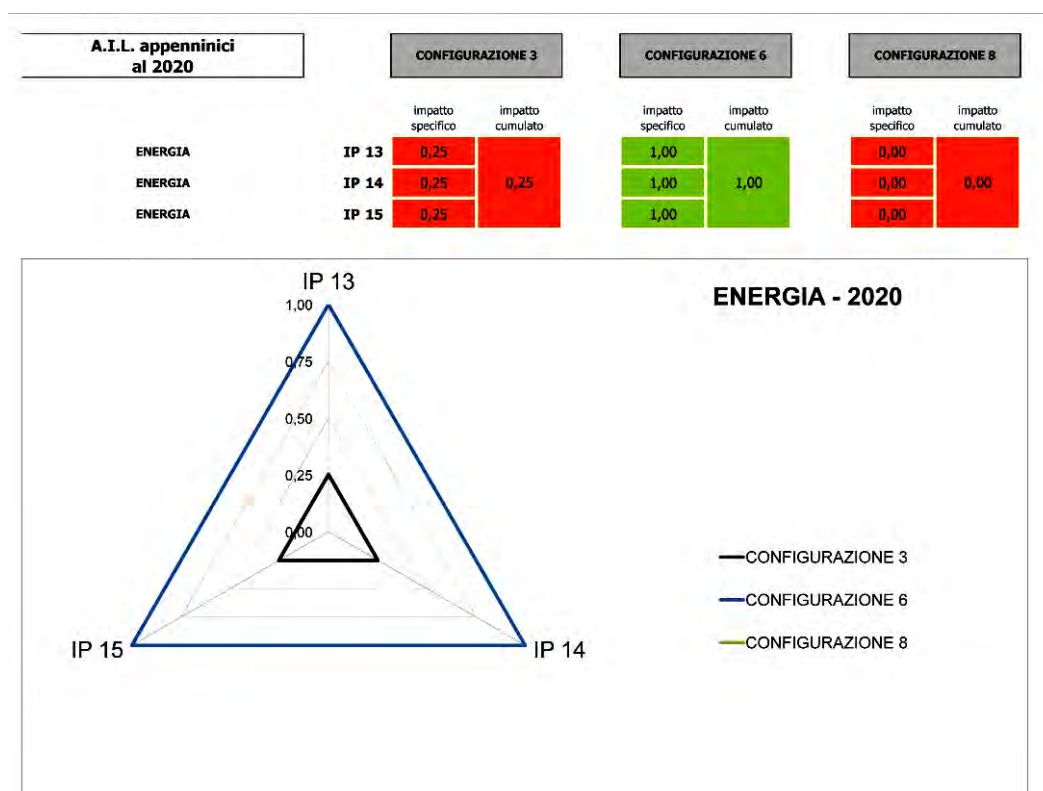 A.I.L. appenninici
al 2020
CONFIGURAZIONE 3
CONFIGURAZIONE 6
CONFIGURAZIONE 8
impatto specifico
impatto cumulato
impatto specifico
impatto cumulato
impatto specifico
impatto cumulato
ENERGIA IP 13 0,25 1,00 0,00
ENERGIA IP 14 0,25 0,25 1,00 1,00 0,00 0,00
ENERGIA IP 15 0,25 1,00 0,00
ENERGIA - 2020
IP 13
1,00
0,75
0,50
0,25
0,00
IP 15
IP 14
CONFIGURAZIONE 3
CONFIGURAZIONE 6
CONFIGURAZIONE 8